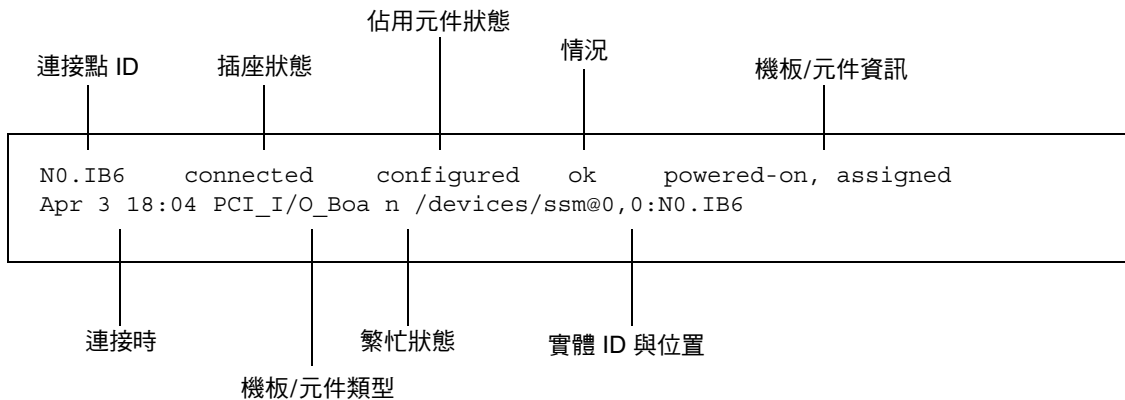 佔用元件狀態
情況
連接點 ID
插座狀態
機板/元件資訊
N0.IB6 connected configured ok powered-on, assigned
Apr 3 18:04 PCI_I/O_Boa n /devices/ssm@0,0:N0.IB6
連接時
繁忙狀態
實體 ID 與位置
機板/元件類型